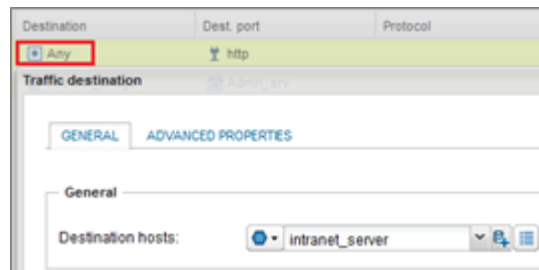 Destination Dest. port Protocol
Any http
Traffic destination Admin_srv
GENERAL ADVANCED PROPERTIES
General
Destination hosts: intranet_server